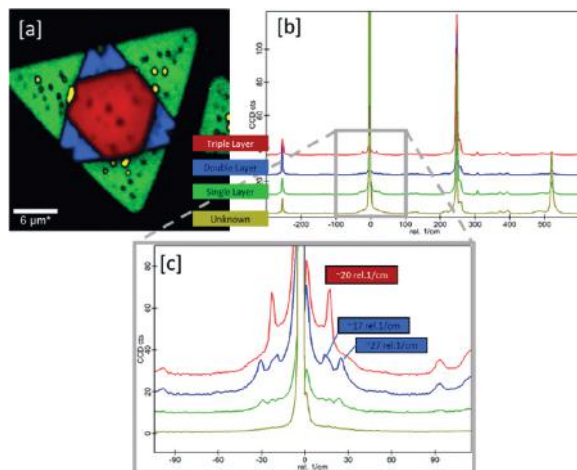 [a]
6 µm*
Triple Layer
Double Layer
Single Layer
Unknown
[b]
CCD cts
100
80
-200
-100
0
100
200
300
400
500
rel. 1/cm
[c]
CCD cts
80
60
40
20
0
~20 rel.1/cm
~17 rel.1/cm
~27 rel.1/cm
-100
-90
-60
-30
0
30
60
90
rel. 1/cm